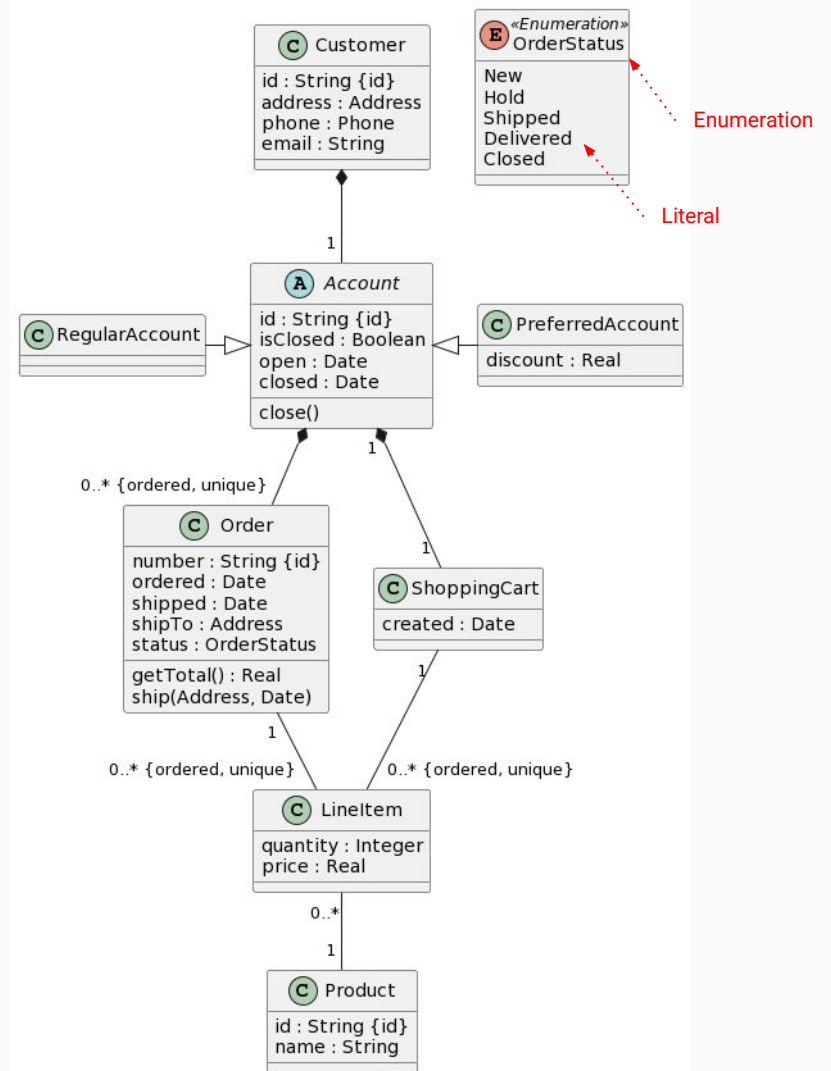 C Customer
id : String {id}
address : Address
phone : Phone
email : String
E «Enumeration»
OrderStatus
New
Hold
Shipped
Delivered
Closed
Enumeration
Literal
1
A Account
id : String {id}
isClosed : Boolean
open : Date
closed : Date
close()
C RegularAccount
C PreferredAccount
discount : Real
1
0..* {ordered, unique}
1
C Order
number : String {id}
ordered : Date
shipped : Date
shipTo : Address
status : OrderStatus
getTotal() : Real
ship(Address, Date)
C ShoppingCart
created : Date
1
1
0..* {ordered, unique}
0..* {ordered, unique}
C LineItem
quantity : Integer
price : Real
0..*
1
C Product
id : String {id}
name : String